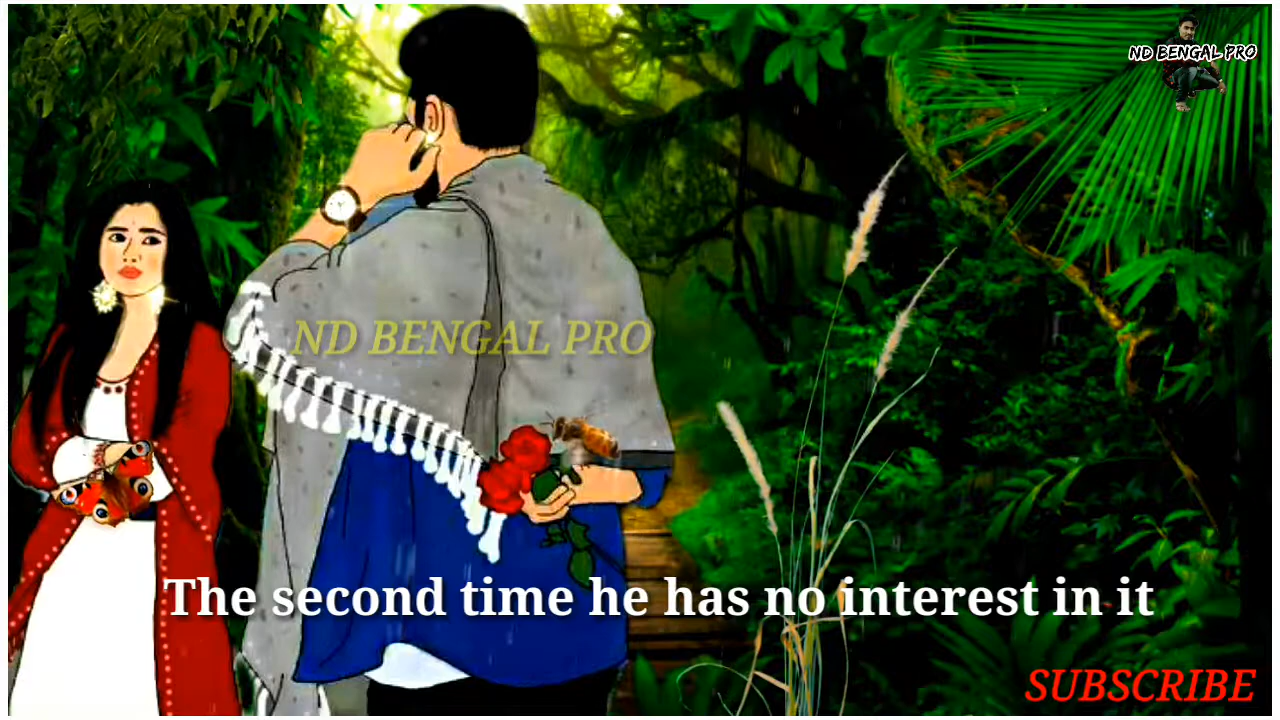 ND BENGAL PRO
ND BENGAL PRO
The second time he has no interest in it
SUBSCRIBE